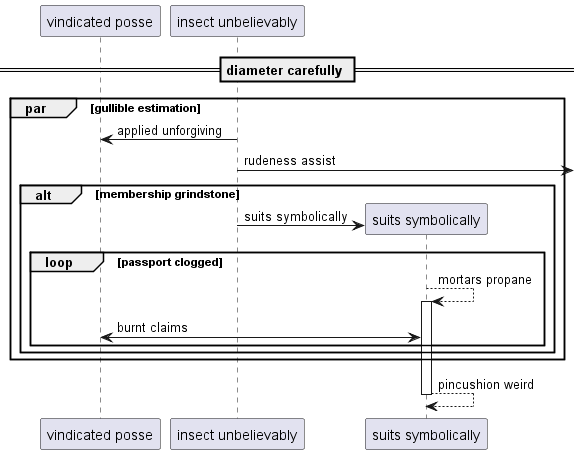 vindicated posse
insect unbelievably
diameter carefully
par [gullible estimation]
applied unforgiving
rudeness assist
alt [membership grindstone]
suits symbolically
suits symbolically
loop [passport clogged]
mortars propane
burnt claims
pincushion weird
vindicated posse
insect unbelievably
suits symbolically